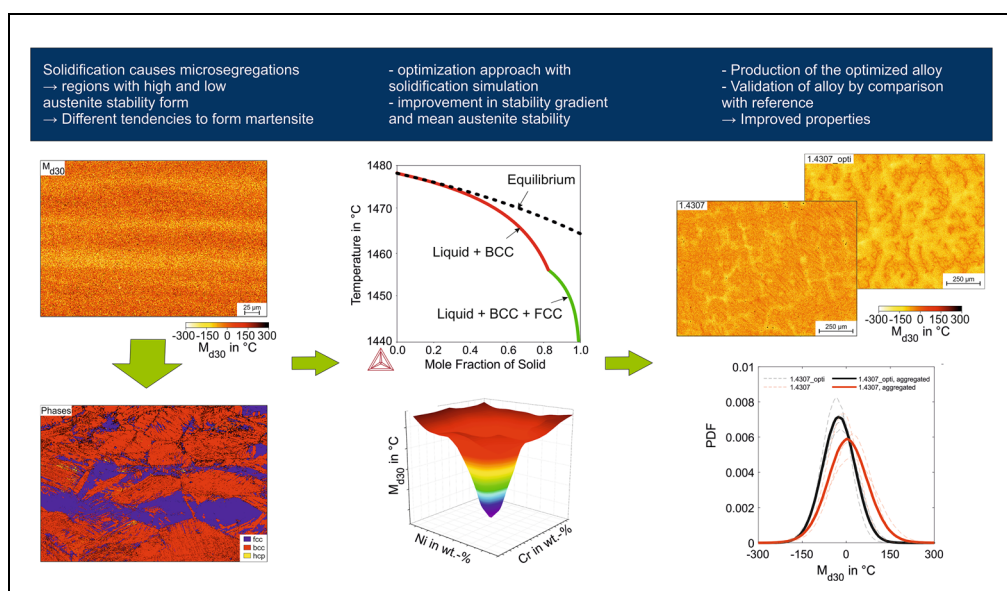 Solidification causes microsegregations
→ regions with high and low
austenite stability form
→ Different tendencies to form martensite
- optimization approach with
solidification simulation
- improvement in stability gradient
and mean austenite stability
- Production of the optimized alloy
- Validation of alloy by comparison
with reference
→ Improved properties
Md30
25 µm
-300 -150 0 150 300
Md30 in °C
Phases
fcc
bcc
hcp
1480
1470
1460
1450
1440
Temperature in °C
Equilibrium
Liquid + BCC
Liquid + BCC + FCC
0.0 0.2 0.4 0.6 0.8 1.0
Mole Fraction of Solid
Md30 in °C
Ni in wt.-%
Cr in wt.-%
1.4307_opti
250 µm
1.4307
250 µm
-300 -150 0 150 300
Md30 in °C
0.01
0.008
0.006
0.004
0.002
0
PDF
1.4307_opti
1.4307
1.4307_opti, aggregated
1.4307, aggregated
-300 -150 0 150 300
Md30 in °C